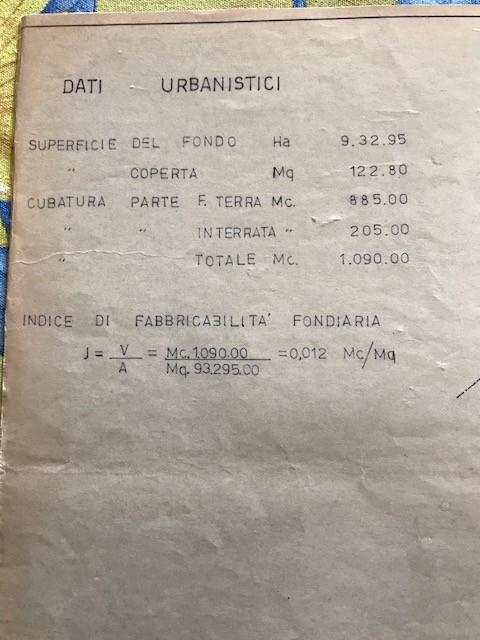 DATI URBANISTICI
SUPERFICIE DEL FONDO Ha 9.32.95
" COPERTA Mq 122.80
CUBATURA PARTE F. TERRA Mc. 885.00
" " INTERRATA " 205.00
" TOTALE Mc. 1.090.00
INDICE DI FABBRICABILITA' FONDIARIA
J = V/A = Mc. 1.090.00 / Mq. 93.295.00 = 0,012 Mc/Mq